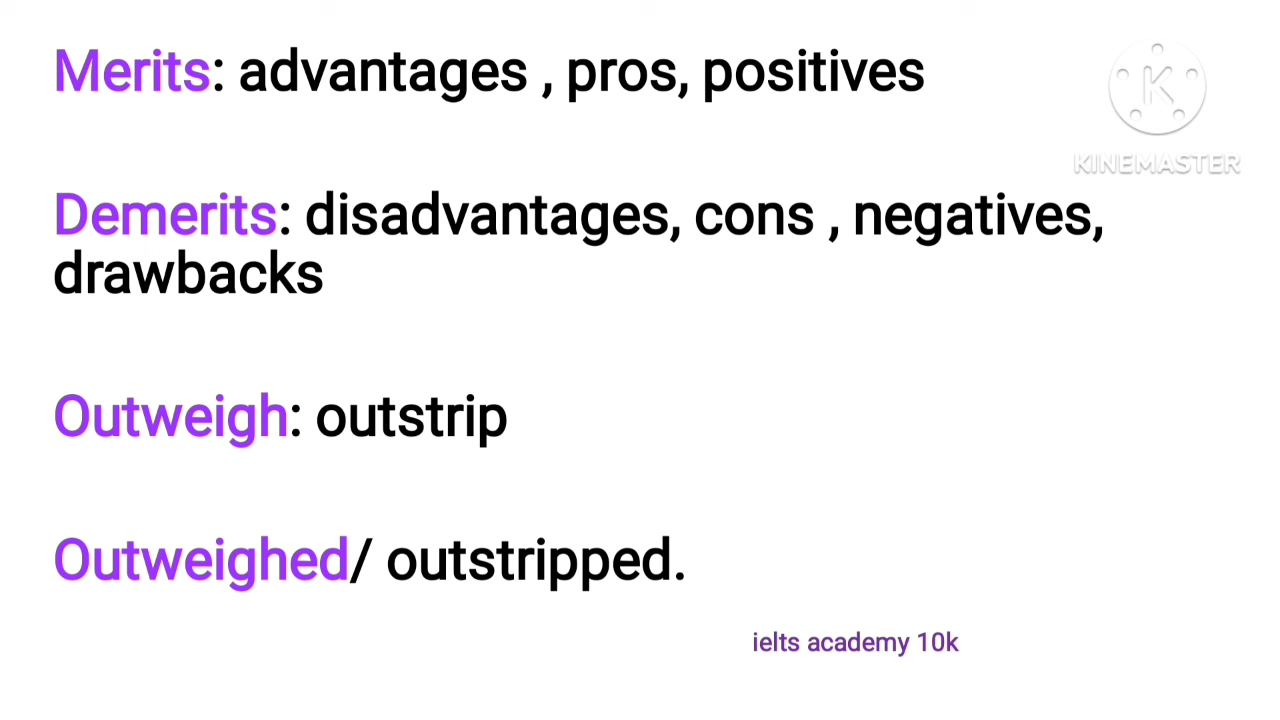 Merits: advantages , pros, positives
K
KINEMASTER
Demerits: disadvantages, cons , negatives,
drawbacks
Outweigh: outstrip
Outweighed/ outstripped.
ielts academy 10k